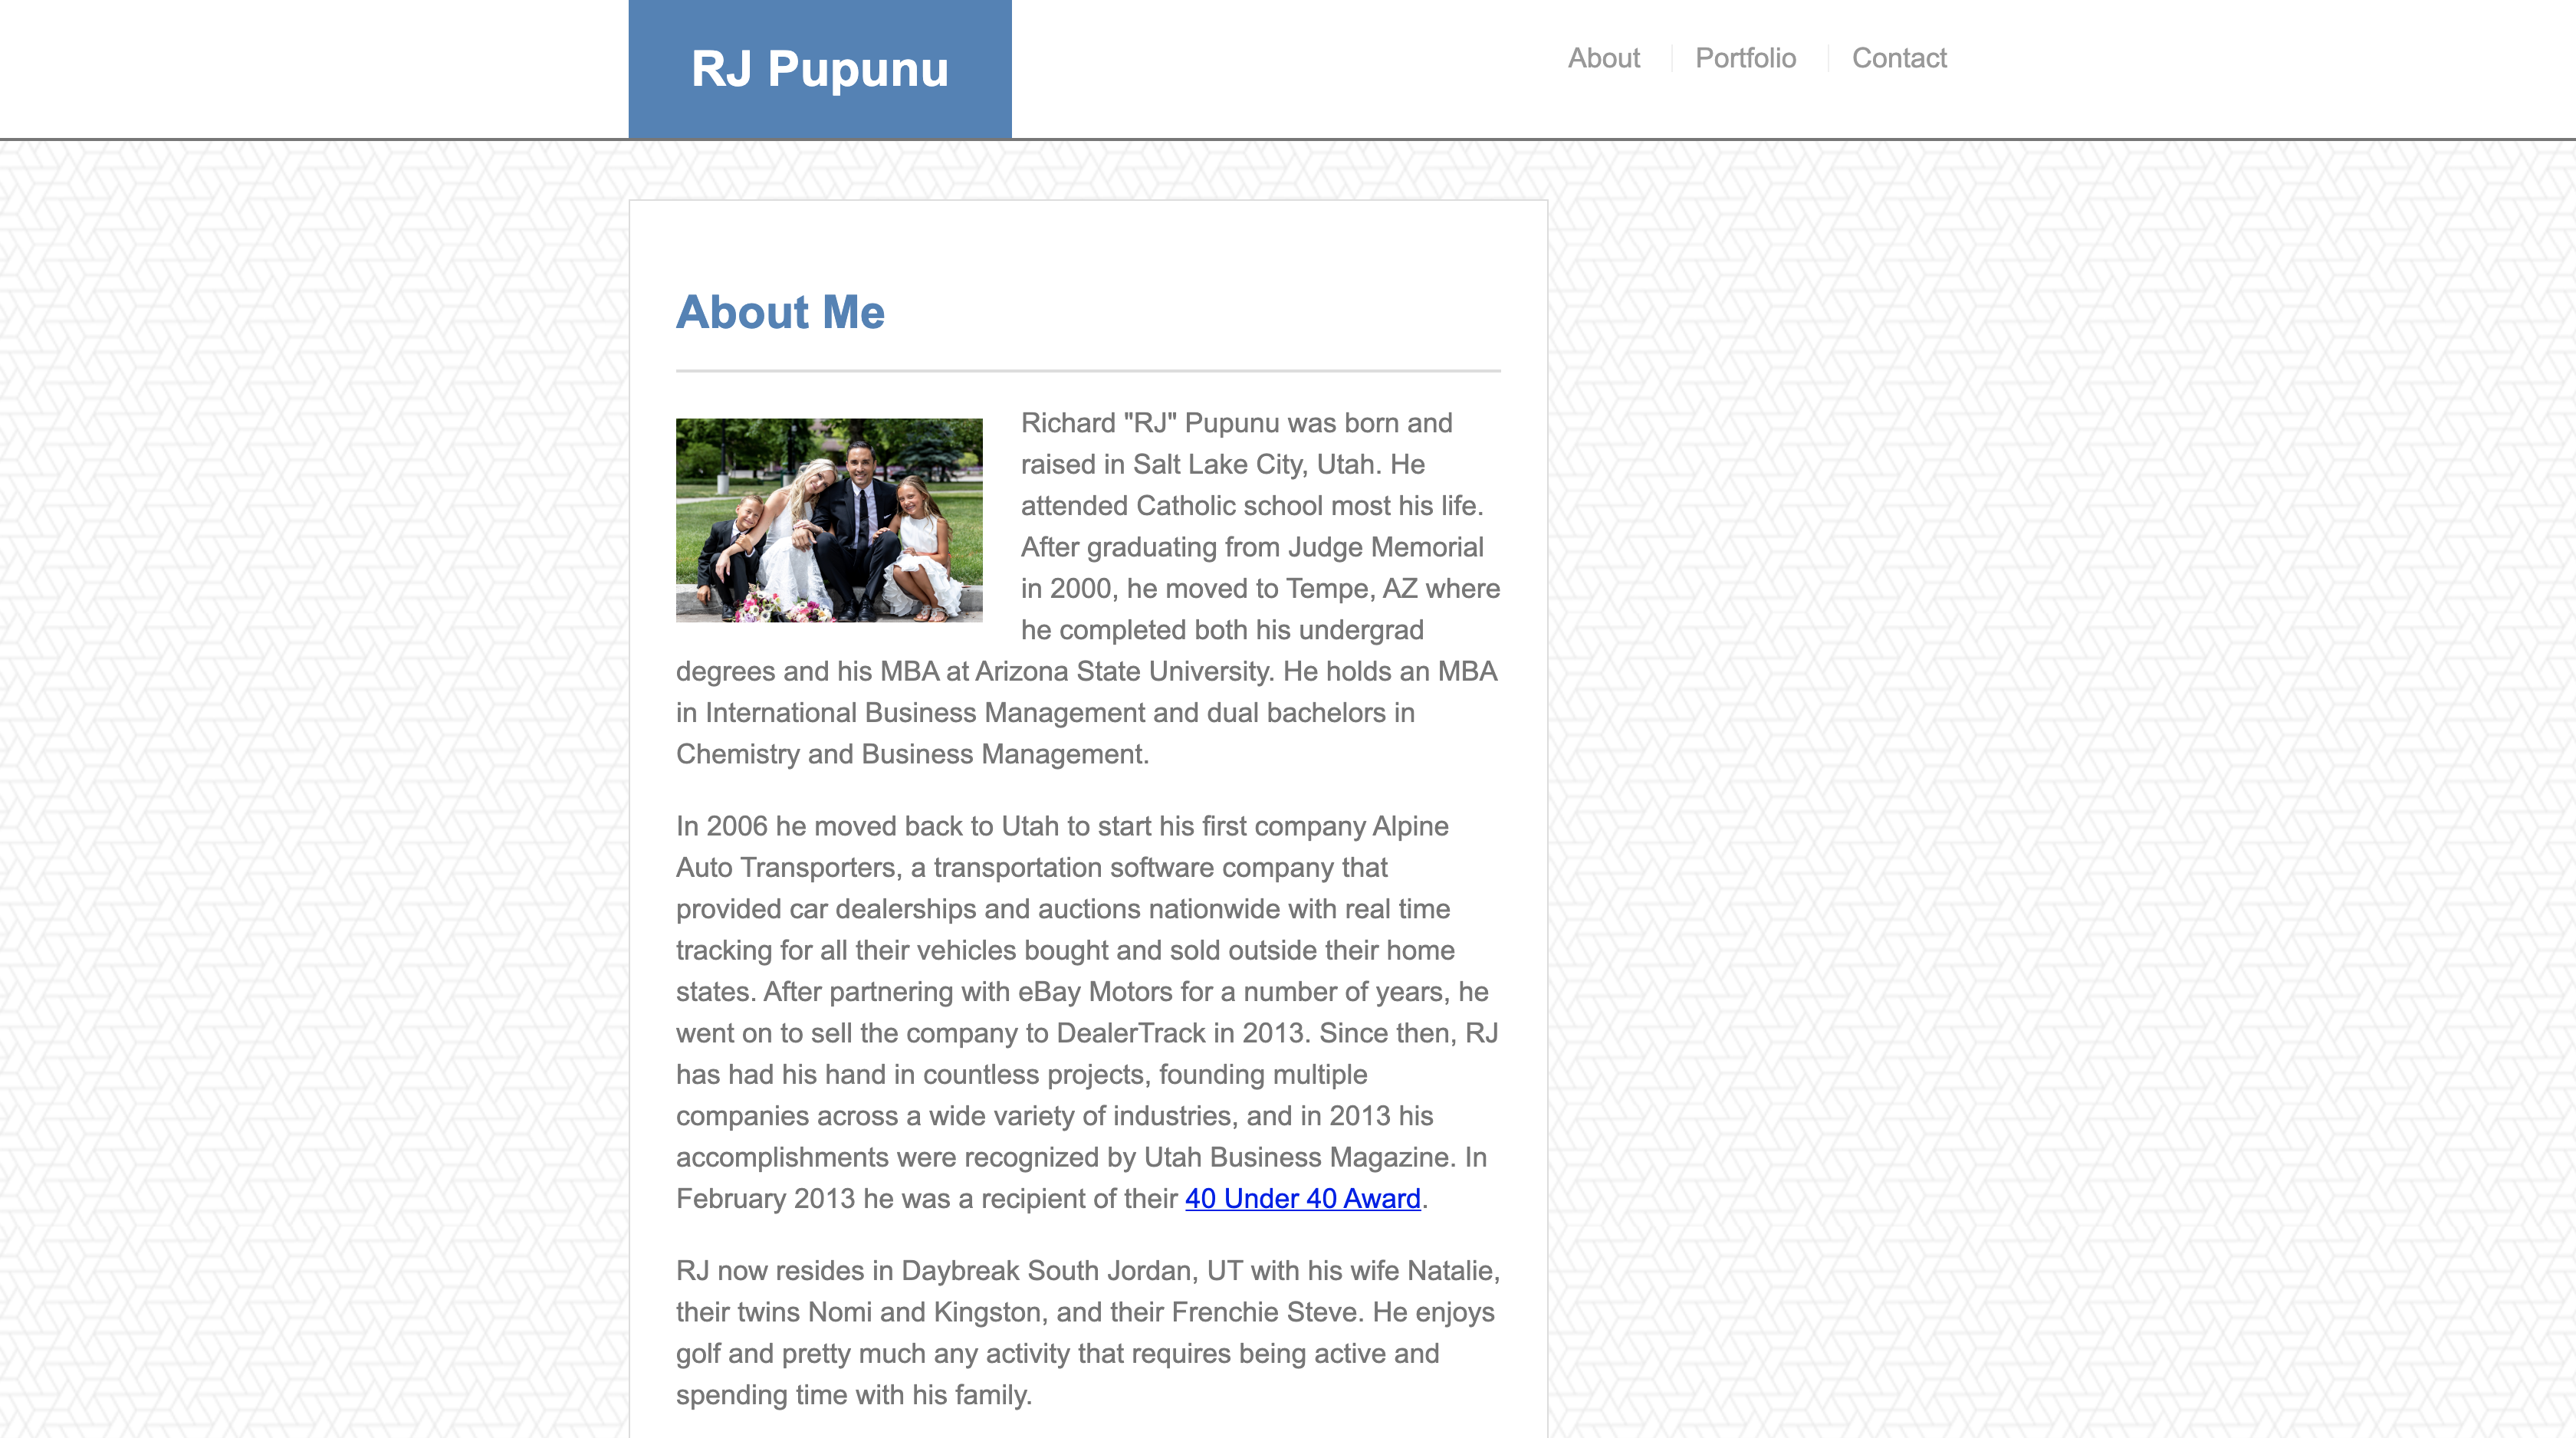 RJ Pupunu
About
Portfolio
Contact
About Me
Richard "RJ" Pupunu was born and
raised in Salt Lake City, Utah. He
attended Catholic school most his life.
After graduating from Judge Memorial
in 2000, he moved to Tempe, AZ where
he completed both his undergrad
degrees and his MBA at Arizona State University. He holds an MBA
in International Business Management and dual bachelors in
Chemistry and Business Management.
In 2006 he moved back to Utah to start his first company Alpine
Auto Transporters, a transportation software company that
provided car dealerships and auctions nationwide with real time
tracking for all their vehicles bought and sold outside their home
states. After partnering with eBay Motors for a number of years, he
went on to sell the company to DealerTrack in 2013. Since then, RJ
has had his hand in countless projects, founding multiple
companies across a wide variety of industries, and in 2013 his
accomplishments were recognized by Utah Business Magazine. In
February 2013 he was a recipient of their 40 Under 40 Award.
RJ now resides in Daybreak South Jordan, UT with his wife Natalie,
their twins Nomi and Kingston, and their Frenchie Steve. He enjoys
golf and pretty much any activity that requires being active and
spending time with his family.